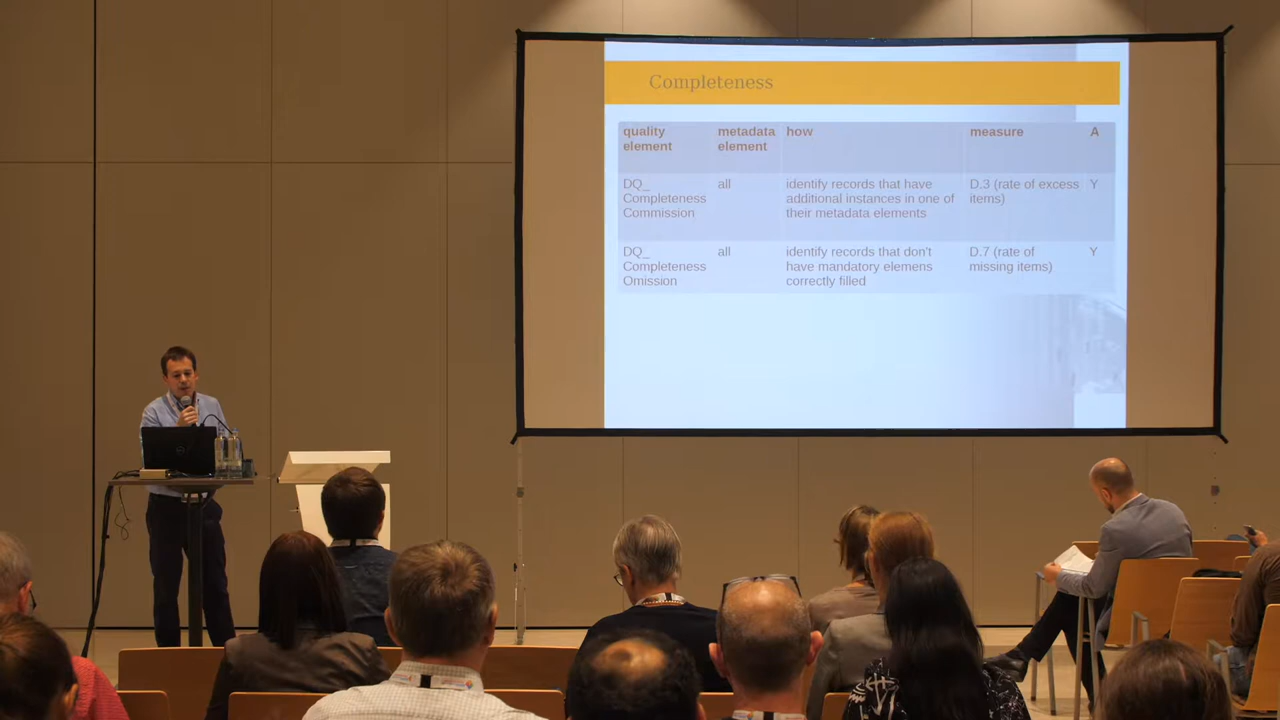 Completeness
quality element
metadata element
how
measure
A
DQ_ Completeness Commission
all
identify records that have additional instances in one of their metadata elements
D.3 (rate of excess items)
Y
DQ_ Completeness Omission
all
identify records that don't have mandatory elemens correctly filled
D.7 (rate of missing items)
Y